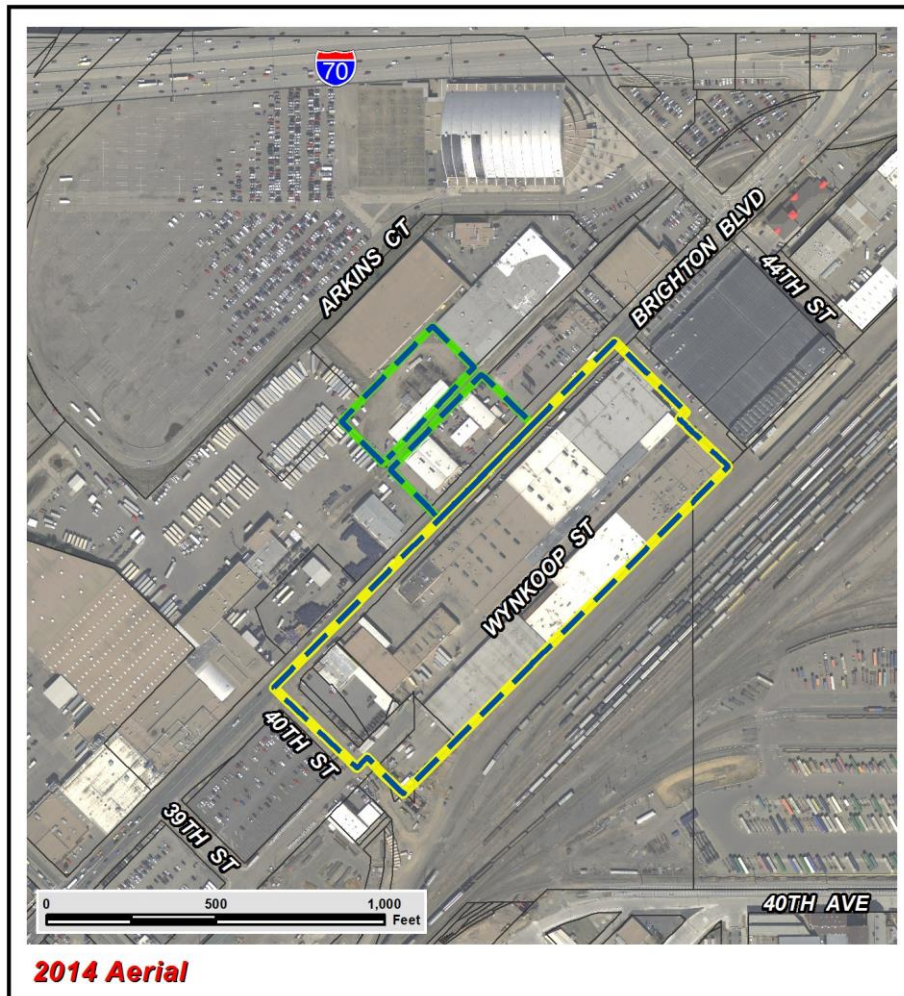 70
ARKINS CT
BRIGHTON BLVD
44TH ST
WYNKOOP ST
40TH ST
39TH ST
0 500 1,000
Feet
40TH AVE
2014 Aerial